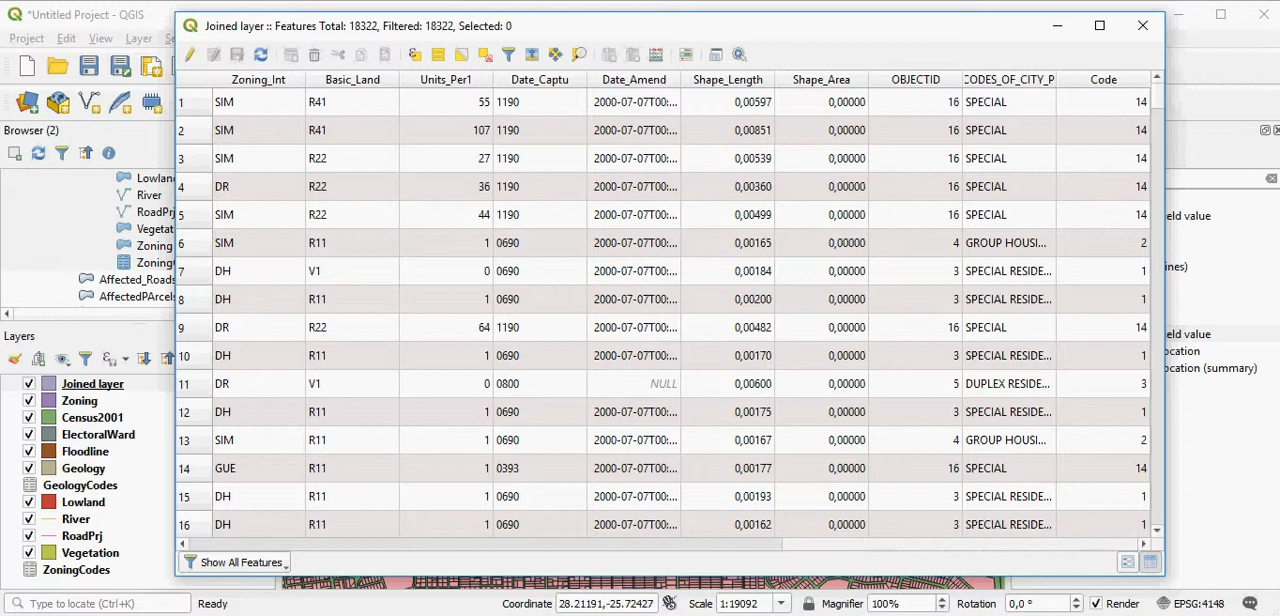 *Untitled Project - QGIS
Project Edit View Layer
Joined layer :: Features Total: 18322, Filtered: 18322, Selected: 0
Browser (2)
Lowland
River
RoadPrj
Vegetat
Zoning
Zoning
Affected_Roads
AffectedPArcels
Layers
Joined layer
Zoning
Census2001
ElectoralWard
Floodline
Geology
GeologyCodes
Lowland
River
RoadPrj
Vegetation
ZoningCodes
Zoning_Int Basic_Land Units_Per1 Date_Captu Date_Amend Shape_Length Shape_Area OBJECTID CODES_OF_CITY_P Code
1 SIM R41 55 1190 2000-07-07T00:... 0,00597 0,00000 16 SPECIAL 14
2 SIM R41 107 1190 2000-07-07T00:... 0,00851 0,00000 16 SPECIAL 14
3 SIM R22 27 1190 2000-07-07T00:... 0,00539 0,00000 16 SPECIAL 14
4 DR R22 36 1190 2000-07-07T00:... 0,00360 0,00000 16 SPECIAL 14
5 SIM R22 44 1190 2000-07-07T00:... 0,00499 0,00000 16 SPECIAL 14
6 SIM R11 1 0690 2000-07-07T00:... 0,00165 0,00000 4 GROUP HOUSI... 2
7 DH V1 0 0690 2000-07-07T00:... 0,00184 0,00000 3 SPECIAL RESIDE... 1
8 DH R11 1 0690 2000-07-07T00:... 0,00200 0,00000 3 SPECIAL RESIDE... 1
9 DR R22 64 1190 2000-07-07T00:... 0,00482 0,00000 16 SPECIAL 14
10 DH R11 1 0690 2000-07-07T00:... 0,00170 0,00000 3 SPECIAL RESIDE... 1
11 DR V1 0 0800 NULL 0,00600 0,00000 5 DUPLEX RESIDE... 3
12 DH R11 1 0690 2000-07-07T00:... 0,00175 0,00000 3 SPECIAL RESIDE... 1
13 SIM R11 1 0690 2000-07-07T00:... 0,00167 0,00000 4 GROUP HOUSI... 2
14 GUE R11 1 0393 2000-07-07T00:... 0,00177 0,00000 16 SPECIAL 14
15 DH R11 1 0690 2000-07-07T00:... 0,00193 0,00000 3 SPECIAL RESIDE... 1
16 DH R11 1 0690 2000-07-07T00:... 0,00162 0,00000 3 SPECIAL RESIDE... 1
Show All Features
eld value
ines)
eld value
ocation
ocation (summary)
Type to locate (Ctrl+K) Ready Coordinate 28.21191,-25.72427 Scale 1:19092 Magnifier 100% Rotation 0,0 ° Render EPSG:4148